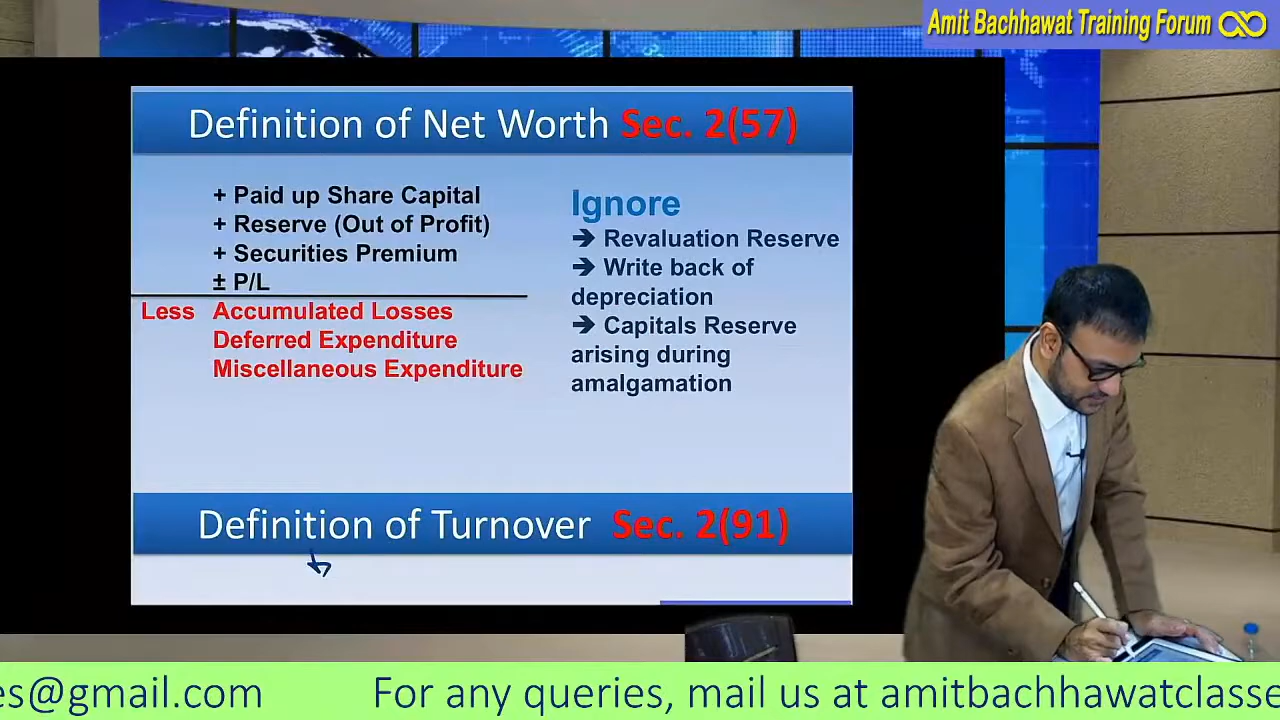 Amit Bachhawat Training Forum
Definition of Net Worth Sec. 2(57)
+ Paid up Share Capital
+ Reserve (Out of Profit)
+ Securities Premium
± P/L
Less Accumulated Losses
Deferred Expenditure
Miscellaneous Expenditure
Ignore
➔ Revaluation Reserve
➔ Write back of
depreciation
➔ Capitals Reserve
arising during
amalgamation
Definition of Turnover Sec. 2(91)
es@gmail.com For any queries, mail us at amitbachhawatclasse